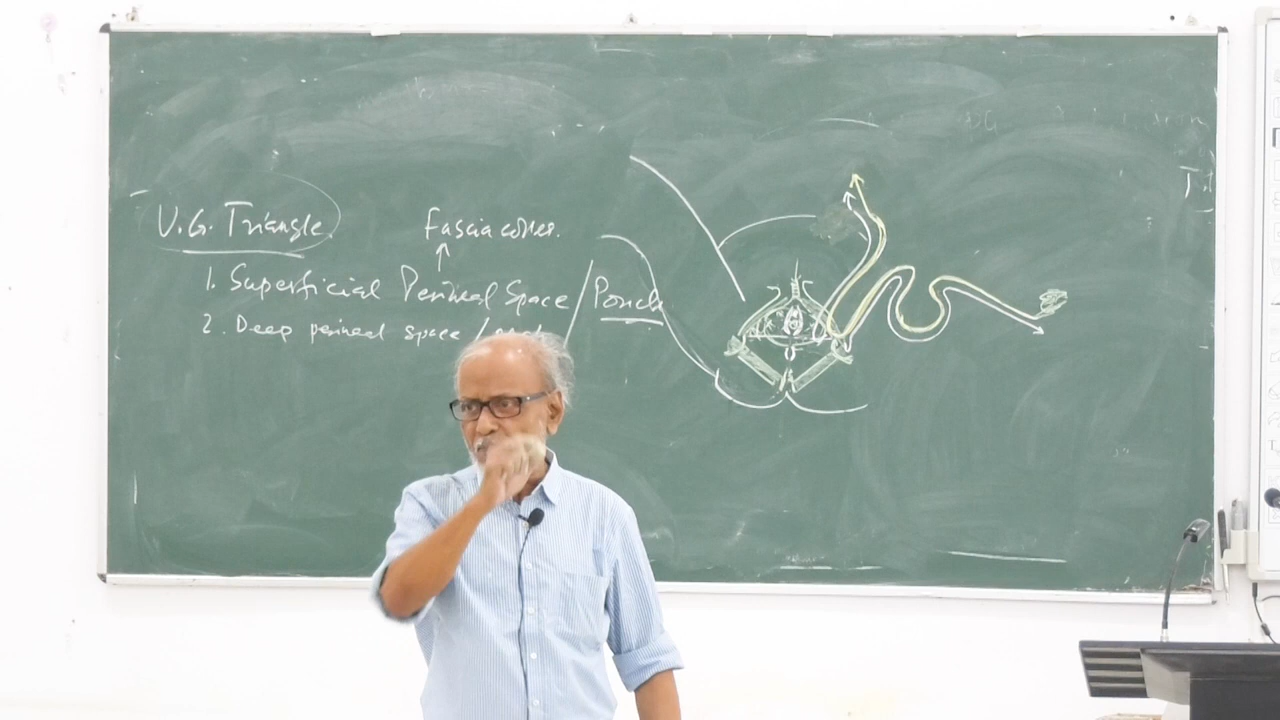 U.G. Triangle
Fascia colles.
1. Superficial Perineal Space / Pouch
2. Deep perineal space /